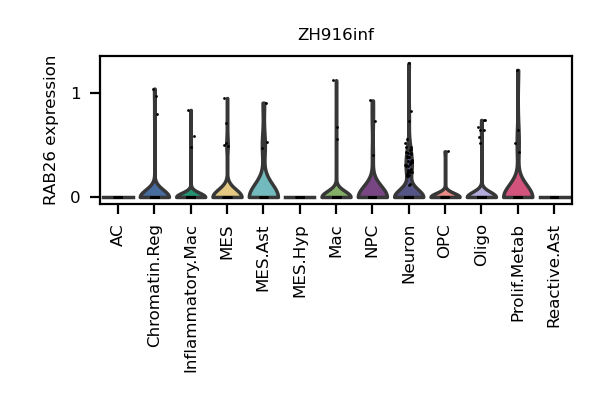 ZH916inf
RAB26 expression
1
0
AC
Chromatin.Reg
Inflammatory.Mac
MES
MES.Ast
MES.Hyp
Mac
NPC
Neuron
OPC
Oligo
Prolif.Metab
Reactive.Ast